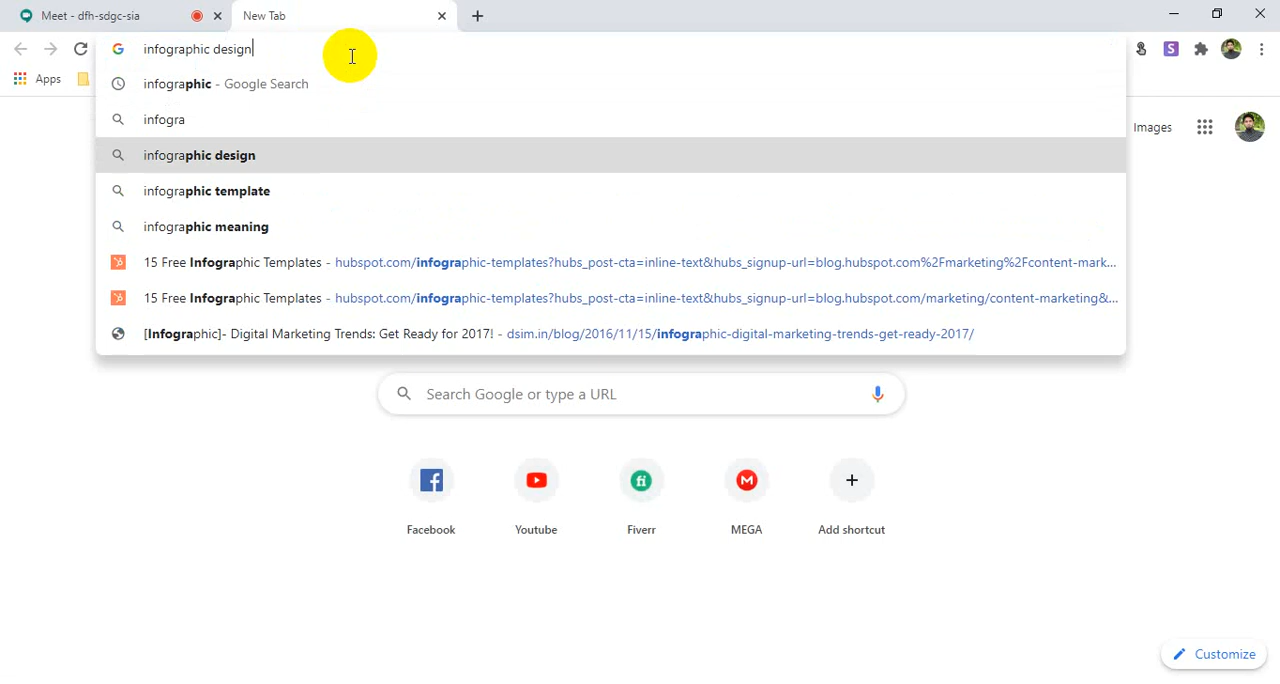 Meet - dfh-sdgc-sia
New Tab
infographic design
infographic - Google Search
infogra
infographic design
infographic template
infographic meaning
15 Free Infographic Templates - hubspot.com/infographic-templates?hubs_post-cta=inline-text&hubs_signup-url=blog.hubspot.com%2Fmarketing%2Fcontent-mark...
15 Free Infographic Templates - hubspot.com/infographic-templates?hubs_post-cta=inline-text&hubs_signup-url=blog.hubspot.com/marketing/content-marketing&...
[Infographic]- Digital Marketing Trends: Get Ready for 2017! - dsim.in/blog/2016/11/15/infographic-digital-marketing-trends-get-ready-2017/
Apps
Images
Search Google or type a URL
Facebook
Youtube
Fiverr
MEGA
Add shortcut
Customize